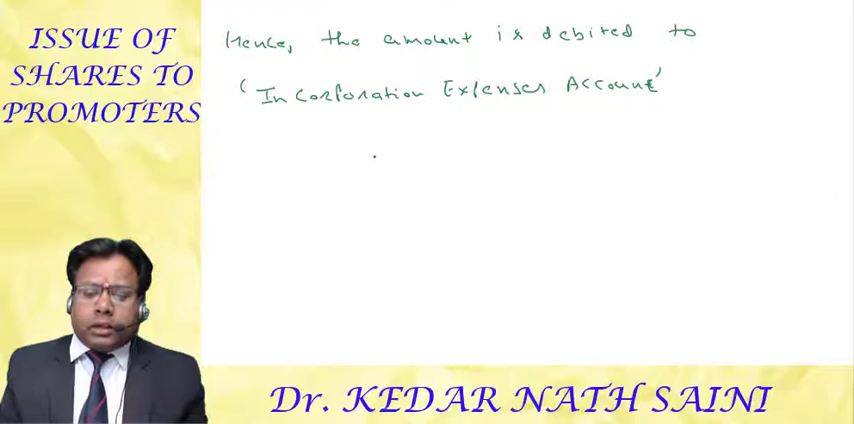 ISSUE OF
SHARES TO
PROMOTERS
Hence, the amount is debited to
'Incorporation Expenses Account'
Dr. KEDAR NATH SAINI